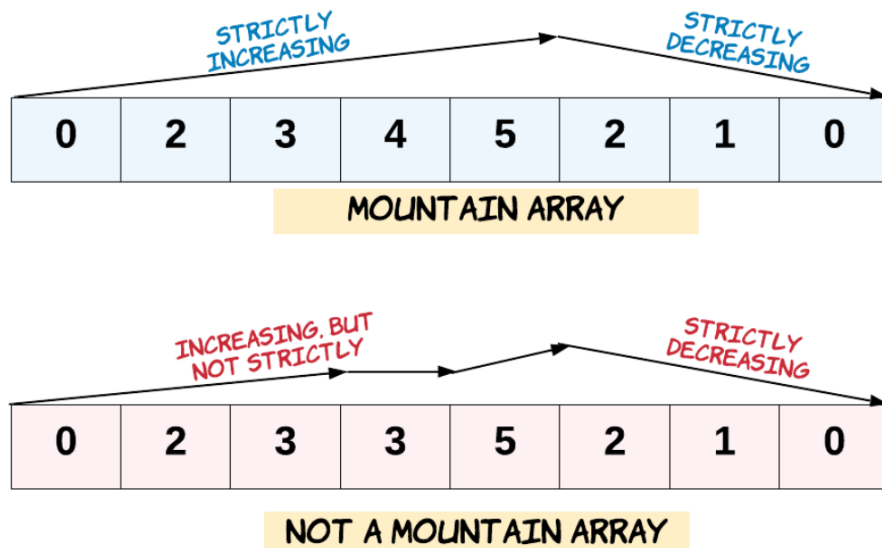 STRICTLY
INCREASING
STRICTLY
DECREASING
0 2 3 4 5 2 1 0
MOUNTAIN ARRAY
INCREASING, BUT
NOT STRICTLY
STRICTLY
DECREASING
0 2 3 3 5 2 1 0
NOT A MOUNTAIN ARRAY